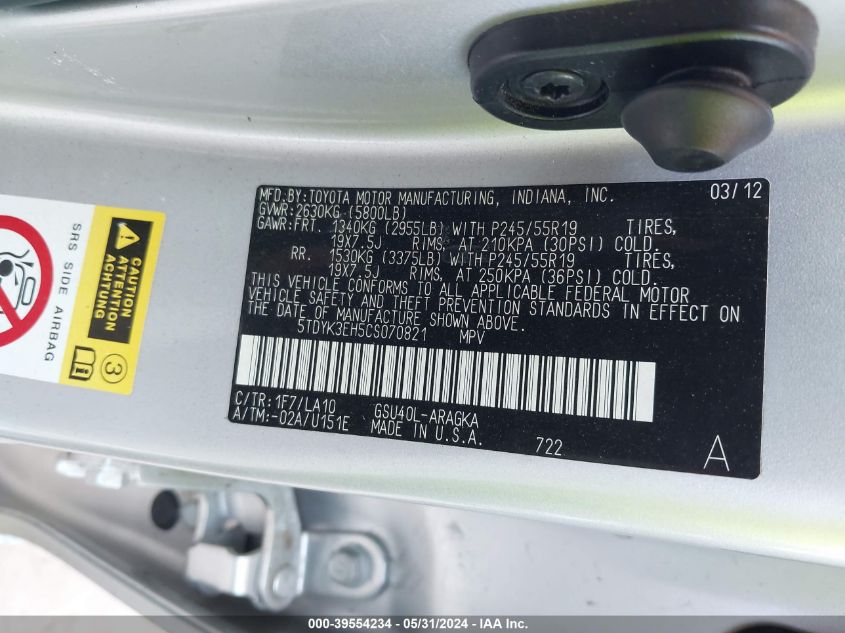 MFD.BY:TOYOTA MOTOR MANUFACTURING, INDIANA, INC. 03/12
GVWR:2630KG (5800LB)
GAWR:FRT. 1340KG (2955LB) WITH P245/55R19 TIRES,
19X7.5J RIMS, AT 210KPA (30PSI) COLD.
RR. 1530KG (3375LB) WITH P245/55R19 TIRES,
19X7.5J RIMS, AT 250KPA (36PSI) COLD.
THIS VEHICLE CONFORMS TO ALL APPLICABLE FEDERAL MOTOR
VEHICLE SAFETY AND THEFT PREVENTION STANDARDS IN EFFECT ON
THE DATE OF MANUFACTURE SHOWN ABOVE.
5TDYK3EH5CS070821 MPV
C/TR:1F7/LA10 GSU40L-ARAGKA
A/TM:-02A/U151E MADE IN U.S.A.
722
A
SRS SIDE AIRBAG
CAUTION
ATTENTION
ACHTUNG
3
000-39554234 - 05/31/2024 - IAA Inc.